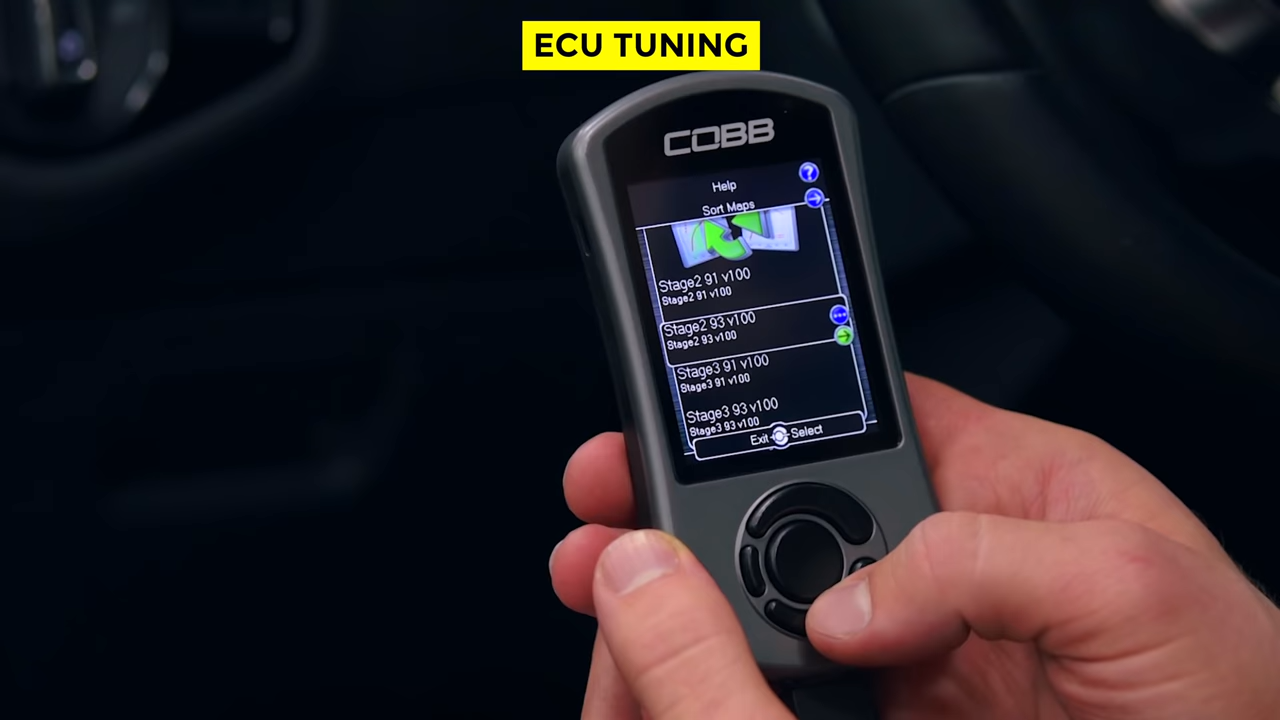 ECU TUNING
COBB
Help
Sort Maps
Stage2 91 v100
Stage2 91 v100
Stage2 93 v100
Stage2 93 v100
Stage3 91 v100
Stage3 91 v100
Stage3 93 v100
Stage3 93 v100
Exit Select